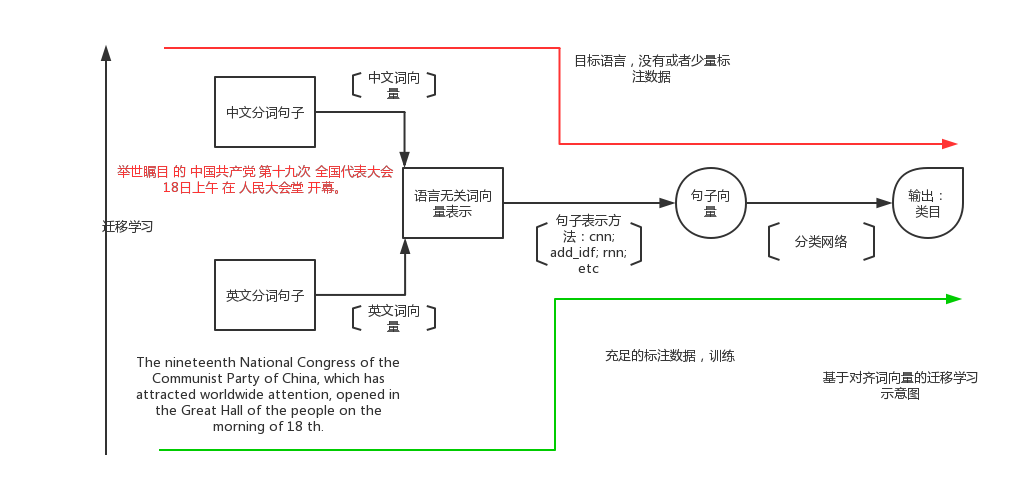 目标语言，没有或者少量标
注数据
中文词向
量
中文分词句子
举世瞩目 的 中国共产党 第十九次 全国代表大会
18日上午 在 人民大会堂 开幕。
语言无关词向
量表示
句子向
量
输出：
类目
迁移学习
句子表示方
法：cnn;
add_idf; rnn;
etc
分类网络
英文分词句子
英文词向
量
The nineteenth National Congress of the
Communist Party of China, which has
attracted worldwide attention, opened in
the Great Hall of the people on the
morning of 18 th.
充足的标注数据，训练
基于对齐词向量的迁移学习
示意图